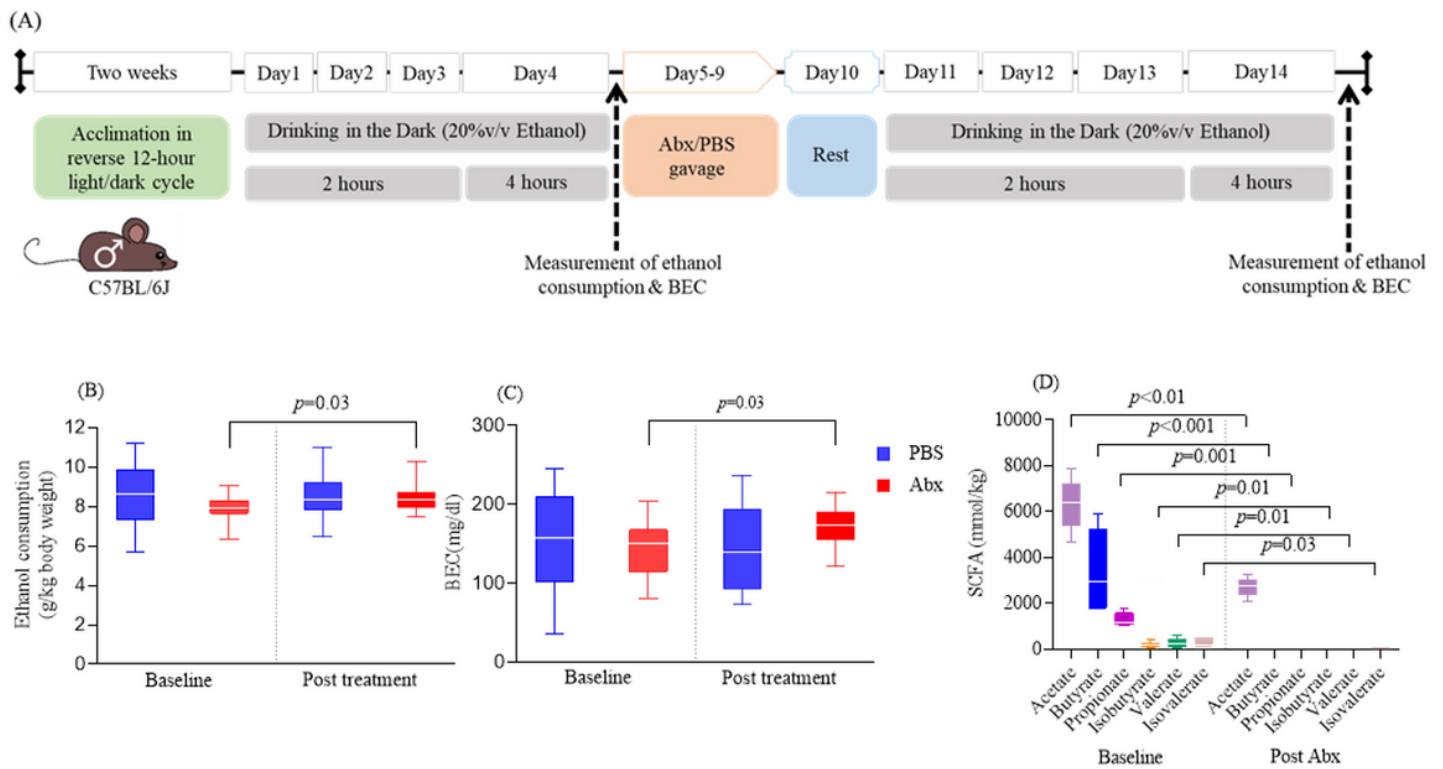 (A)
Two weeks
Day1
Day2
Day3
Day4
Day5-9
Day10
Day11
Day12
Day13
Day14
Acclimation in
reverse 12-hour
light/dark cycle
Drinking in the Dark (20%v/v Ethanol)
2 hours
4 hours
Abx/PBS
gavage
Rest
Drinking in the Dark (20%v/v Ethanol)
2 hours
4 hours
C57BL/6J
Measurement of ethanol
consumption & BEC
Measurement of ethanol
consumption & BEC
(B)
p=0.03
Ethanol consumption
(g/kg body weight)
12
10
8
6
4
2
0
Baseline
Post treatment
(C)
p=0.03
BEC(mg/dl)
300
200
100
0
Baseline
Post treatment
PBS
Abx
(D)
p<0.01
p<0.001
p=0.001
p=0.01
p=0.01
p=0.03
SCFA (mmol/kg)
10000
8000
6000
4000
2000
0
Acetate
Butyrate
Propionate
Isobutyrate
Valerate
Isovalerate
Acetate
Butyrate
Propionate
Isobutyrate
Valerate
Isovalerate
Baseline
Post Abx